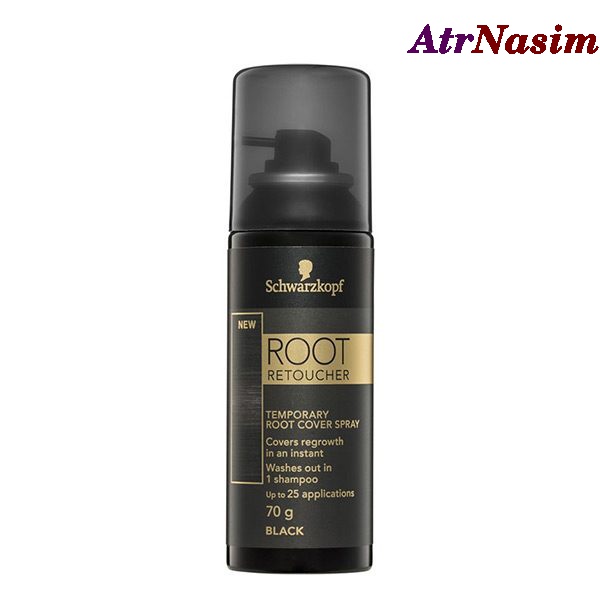 AtrNasim
Schwarzkopf
NEW
ROOT
RETOUCHER
TEMPORARY
ROOT COVER SPRAY
Covers regrowth
in an instant
Washes out in
1 shampoo
Up to 25 applications
70 g
BLACK